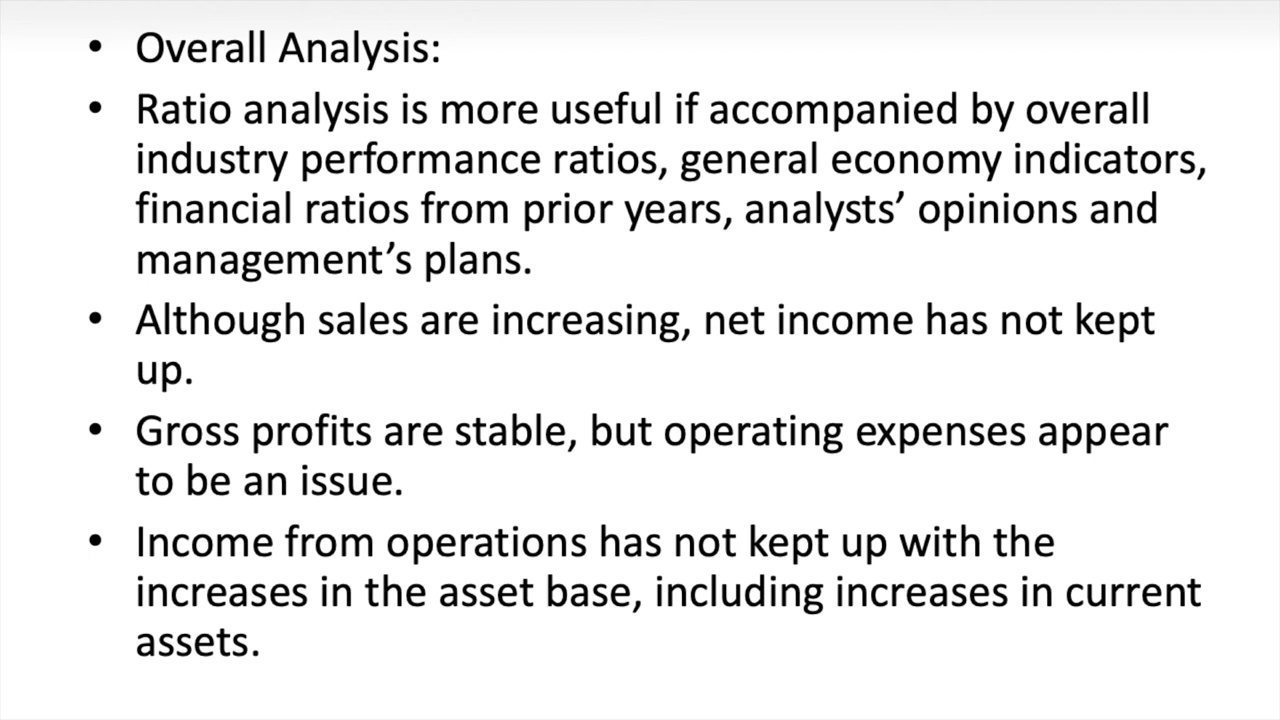 • Overall Analysis:
• Ratio analysis is more useful if accompanied by overall
industry performance ratios, general economy indicators,
financial ratios from prior years, analysts’ opinions and
management’s plans.
• Although sales are increasing, net income has not kept
up.
• Gross profits are stable, but operating expenses appear
to be an issue.
• Income from operations has not kept up with the
increases in the asset base, including increases in current
assets.